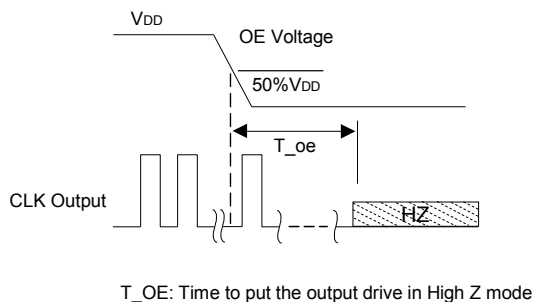 VDD
OE Voltage
50%VDD
T_oe
CLK Output
HZ
T_OE: Time to put the output drive in High Z mode